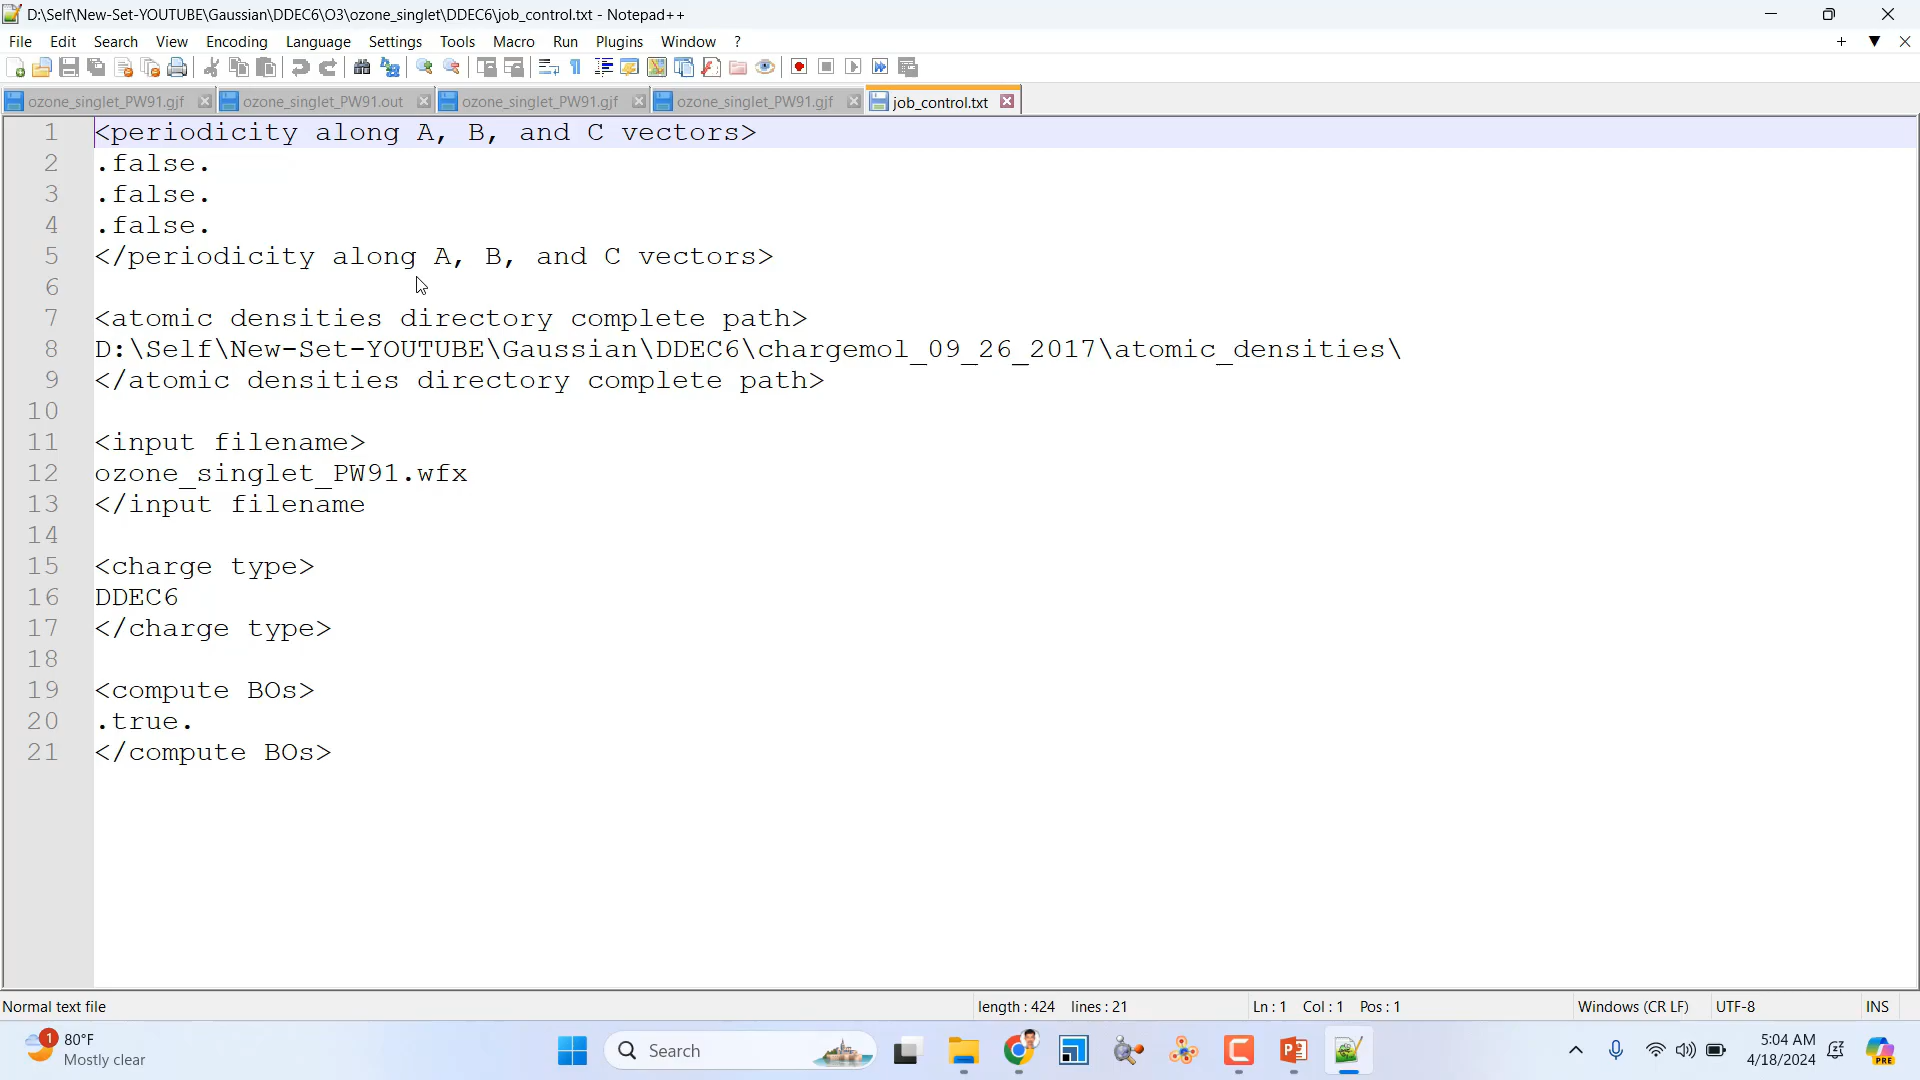 D:\Self\New-Set-YOUTUBE\Gaussian\DDEC6\O3\ozone_singlet\DDEC6\job_control.txt - Notepad++
File Edit Search View Encoding Language Settings Tools Macro Run Plugins Window ?
ozone_singlet_PW91.gjf ozone_singlet_PW91.out ozone_singlet_PW91.gjf ozone_singlet_PW91.gjf job_control.txt
1 <periodicity along A, B, and C vectors>
2 .false.
3 .false.
4 .false.
5 </periodicity along A, B, and C vectors>
6
7 <atomic densities directory complete path>
8 D:\Self\New-Set-YOUTUBE\Gaussian\DDEC6\chargemol_09_26_2017\atomic_densities\
9 </atomic densities directory complete path>
10
11 <input filename>
12 ozone_singlet_PW91.wfx
13 </input filename
14
15 <charge type>
16 DDEC6
17 </charge type>
18
19 <compute BOs>
20 .true.
21 </compute BOs>
Normal text file length : 424 lines : 21 Ln : 1 Col : 1 Pos : 1 Windows (CR LF) UTF-8 INS
1 80°F
Mostly clear
Search
5:04 AM
4/18/2024
PRE